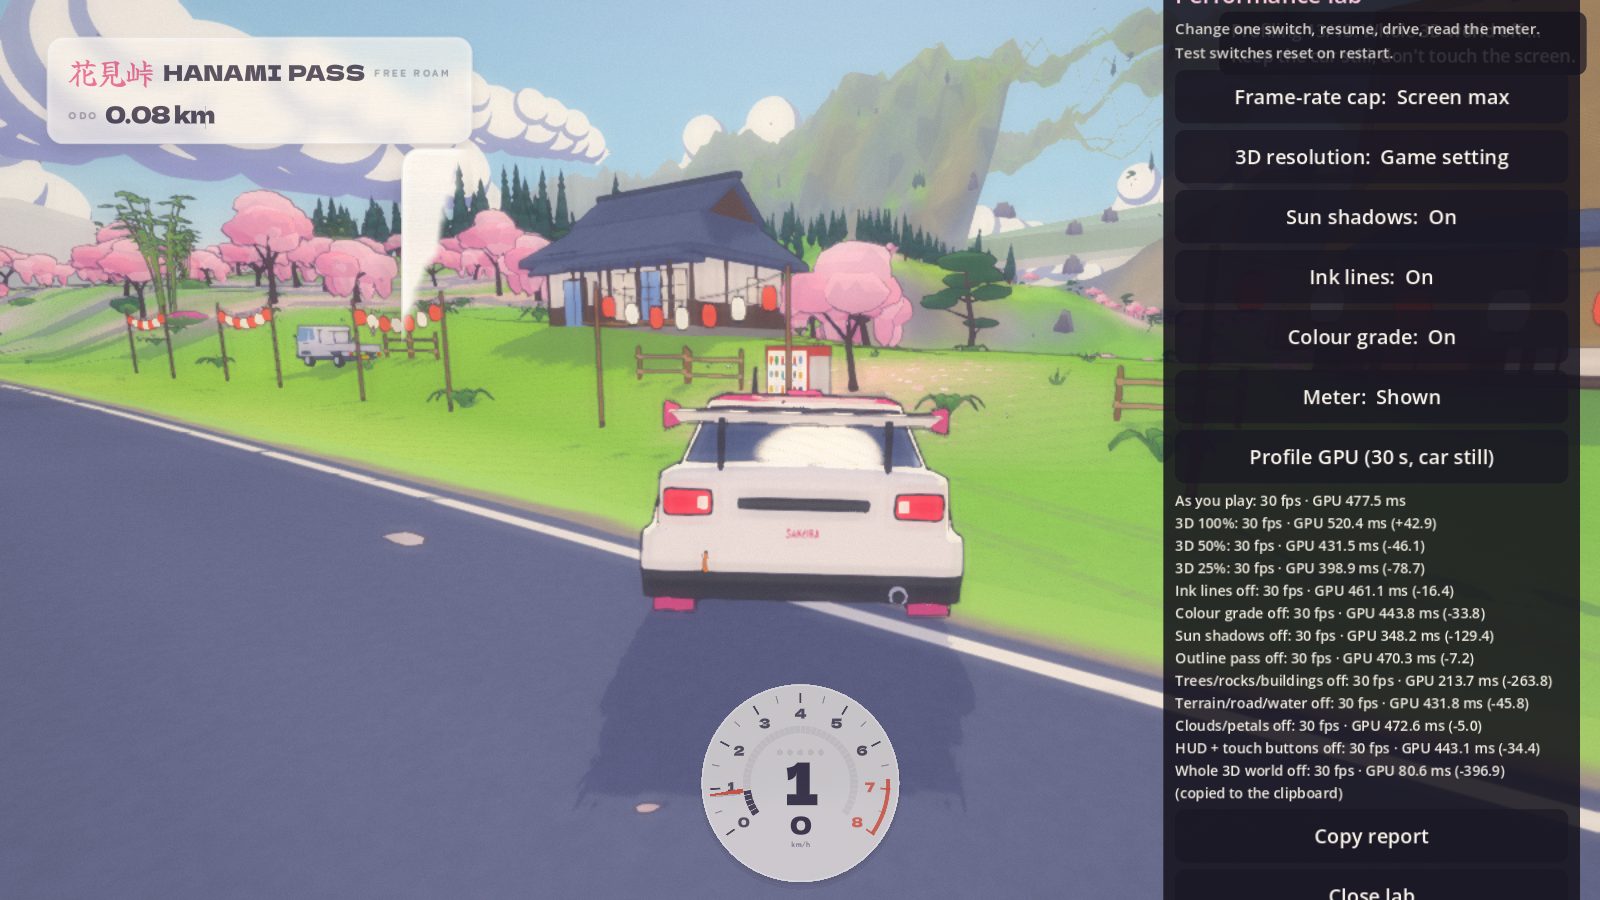 花見峠 HANAMI PASS FREE ROAM
ODO 0.08 km
SAKURA
1
0
km/h
0
1
2
3
4
5
6
7
8
Change one switch, resume, drive, read the meter.
Test switches reset on restart.
Frame-rate cap: Screen max
3D resolution: Game setting
Sun shadows: On
Ink lines: On
Colour grade: On
Meter: Shown
Profile GPU (30 s, car still)
As you play: 30 fps · GPU 477.5 ms
3D 100%: 30 fps · GPU 520.4 ms (+42.9)
3D 50%: 30 fps · GPU 431.5 ms (-46.1)
3D 25%: 30 fps · GPU 398.9 ms (-78.7)
Ink lines off: 30 fps · GPU 461.1 ms (-16.4)
Colour grade off: 30 fps · GPU 443.8 ms (-33.8)
Sun shadows off: 30 fps · GPU 348.2 ms (-129.4)
Outline pass off: 30 fps · GPU 470.3 ms (-7.2)
Trees/rocks/buildings off: 30 fps · GPU 213.7 ms (-263.8)
Terrain/road/water off: 30 fps · GPU 431.8 ms (-45.8)
Clouds/petals off: 30 fps · GPU 472.6 ms (-5.0)
HUD + touch buttons off: 30 fps · GPU 443.1 ms (-34.4)
Whole 3D world off: 30 fps · GPU 80.6 ms (-396.9)
(copied to the clipboard)
Copy report
Close lab